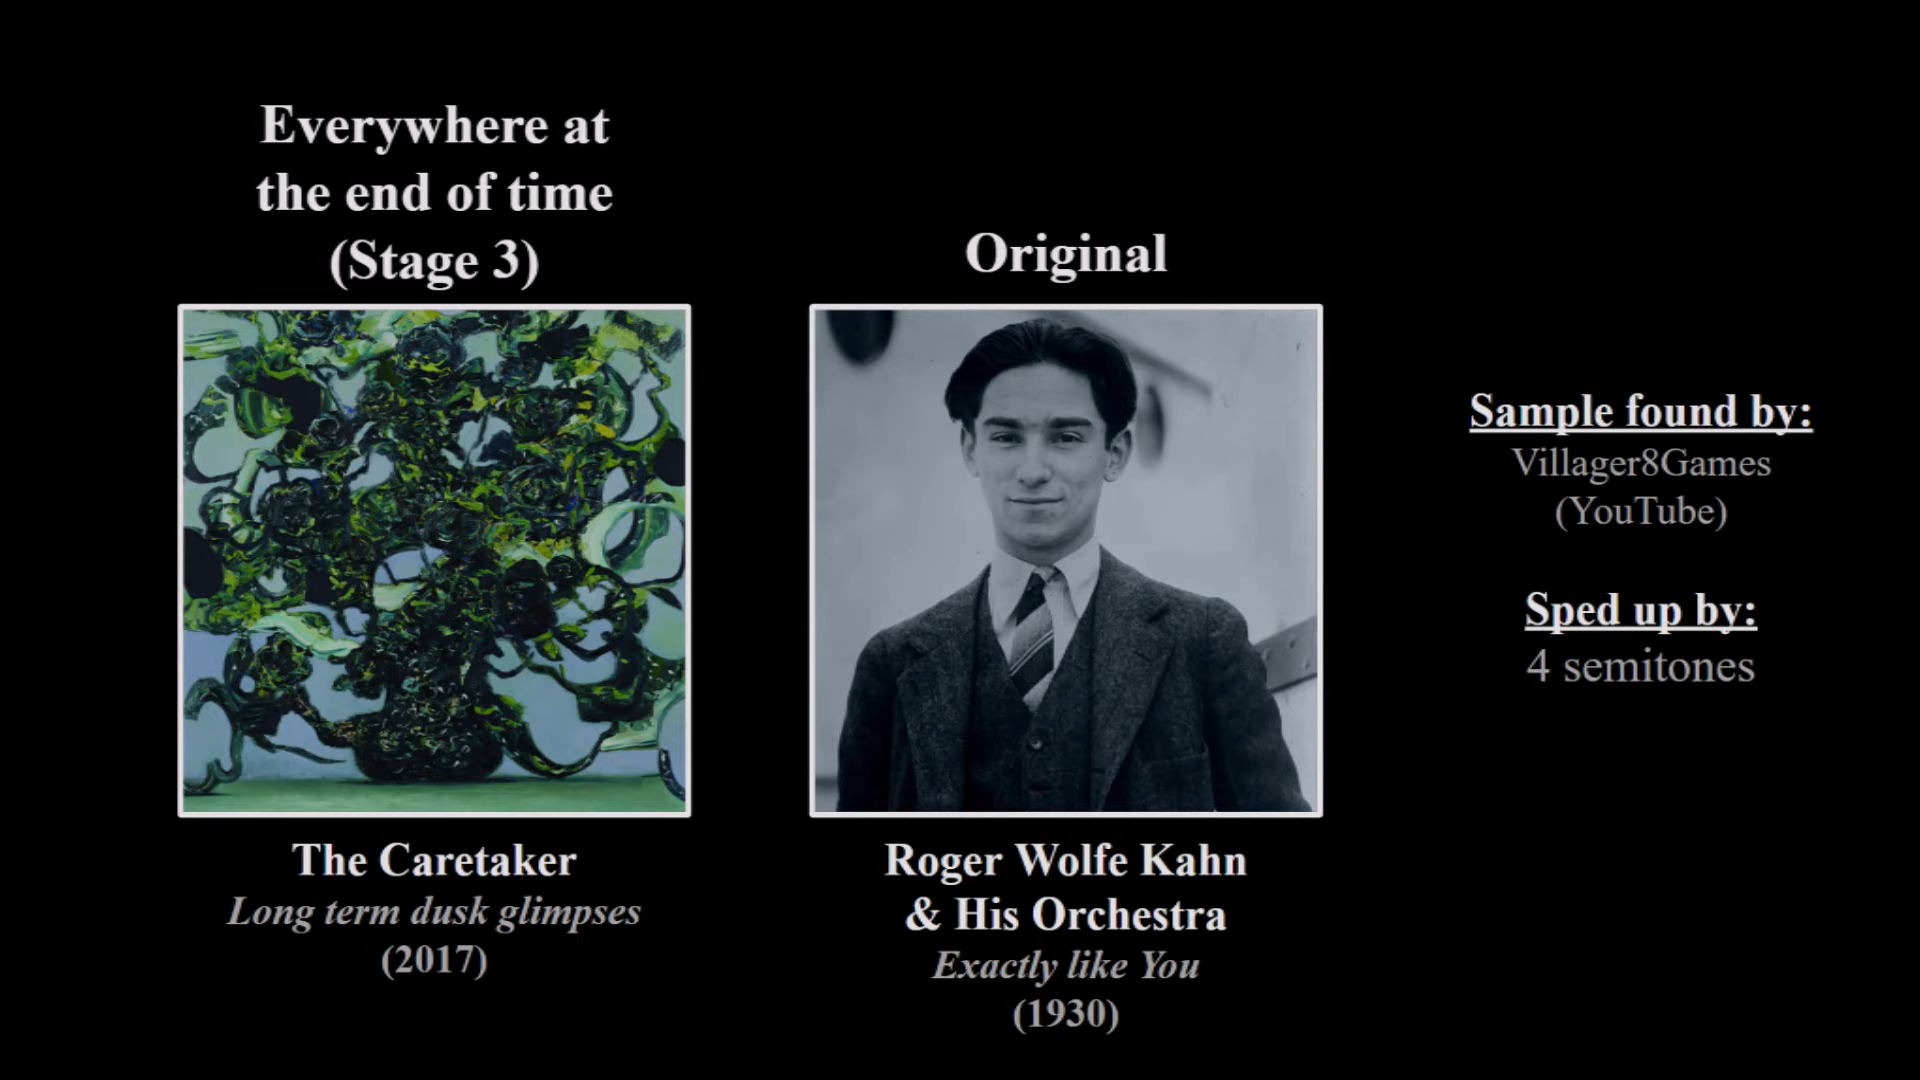 Everywhere at
the end of time
(Stage 3)
The Caretaker
Long term dusk glimpses
(2017)
Original
Roger Wolfe Kahn
& His Orchestra
Exactly like You
(1930)
Sample found by:
Villager8Games
(YouTube)
Sped up by:
4 semitones